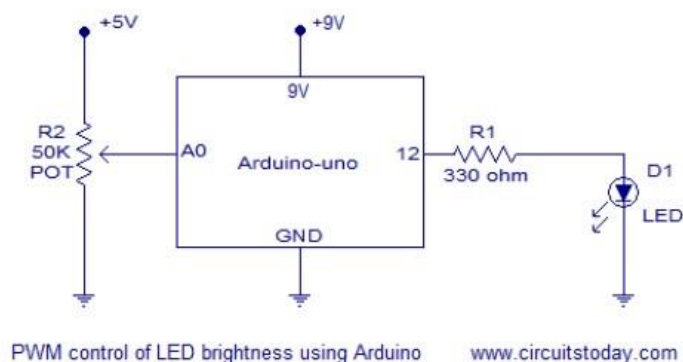 +5V
+9V
9V
R2
50K
POT
A0
Arduino-uno
12
R1
330 ohm
D1
LED
GND
PWM control of LED brightness using Arduino
www.circuitstoday.com